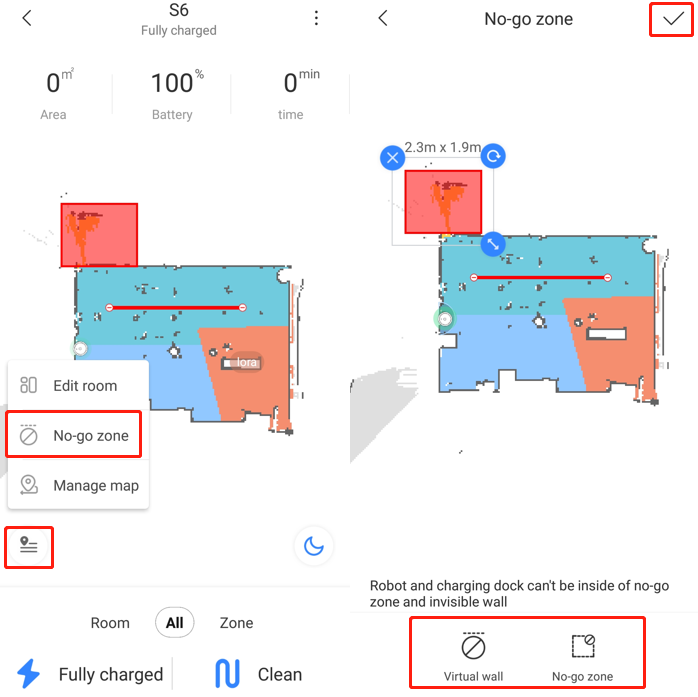 S6
Fully charged
0 m²
100 %
0 min
Area
Battery
time
lora
Edit room
No-go zone
Manage map
Room
All
Zone
Fully charged
Clean
No-go zone
2.3m x 1.9m
Robot and charging dock can't be inside of no-go
zone and invisible wall
Virtual wall
No-go zone